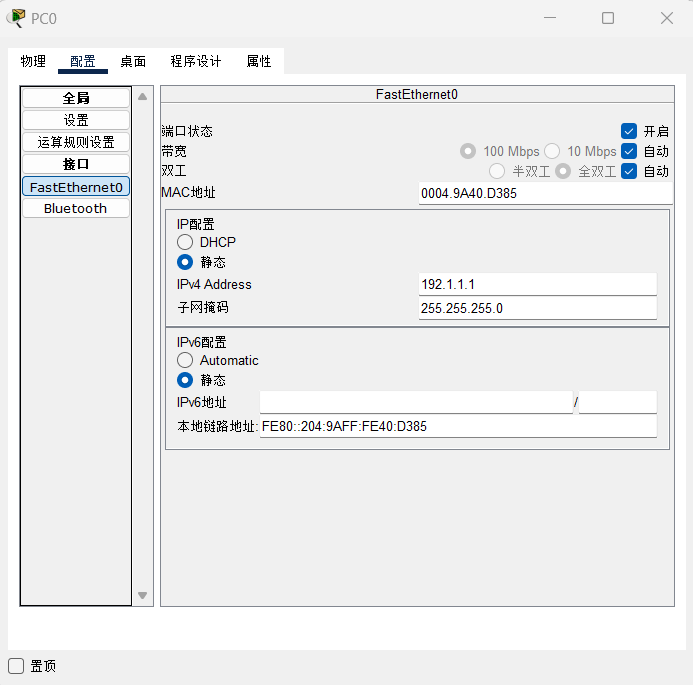 PC0
物理 配置 桌面 程序设计 属性
全局
设置
运算规则设置
接口
FastEthernet0
Bluetooth
FastEthernet0
端口状态 开启
带宽 100 Mbps 10 Mbps 自动
双工 半双工 全双工 自动
MAC地址 0004.9A40.D385
IP配置
DHCP
静态
IPv4 Address 192.1.1.1
子网掩码 255.255.255.0
IPv6配置
Automatic
静态
IPv6地址 /
本地链路地址: FE80::204:9AFF:FE40:D385
置顶